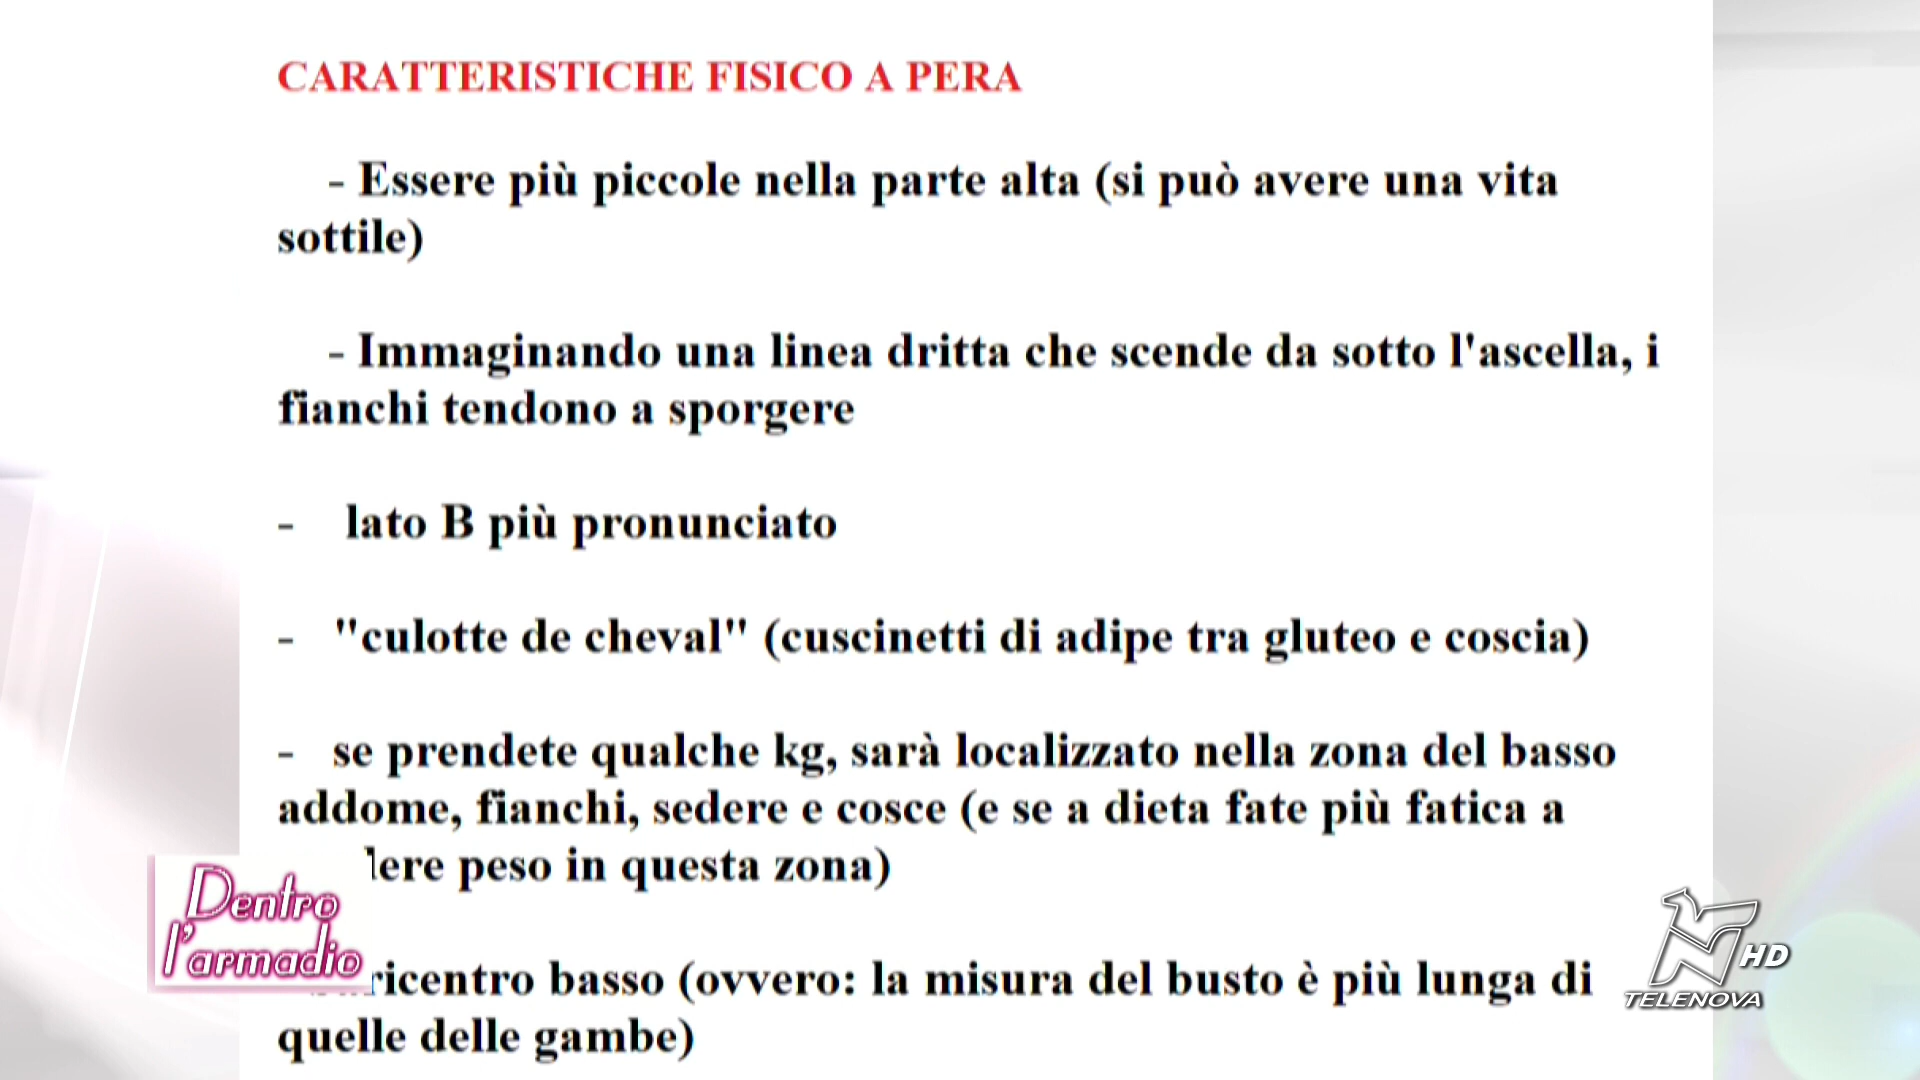 CARATTERISTICHE FISICO A PERA
- Essere più piccole nella parte alta (si può avere una vita
sottile)
- Immaginando una linea dritta che scende da sotto l'ascella, i
fianchi tendono a sporgere
- lato B più pronunciato
- "culotte de cheval" (cuscinetti di adipe tra gluteo e coscia)
- se prendete qualche kg, sarà localizzato nella zona del basso
addome, fianchi, sedere e cosce (e se a dieta fate più fatica a
peso in questa zona)
basso (ovvero: la misura del busto è più lunga di
quelle delle gambe)
Dentro
l'armadio
HD
TELENOVA